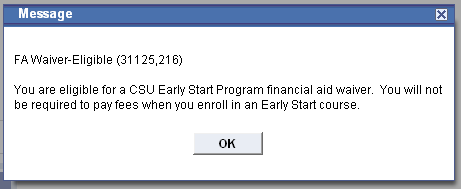 Message
FA Waiver-Eligible (31125,216)
You are eligible for a CSU Early Start Program financial aid waiver.  You will not
be required to pay fees when you enroll in an Early Start course.
OK